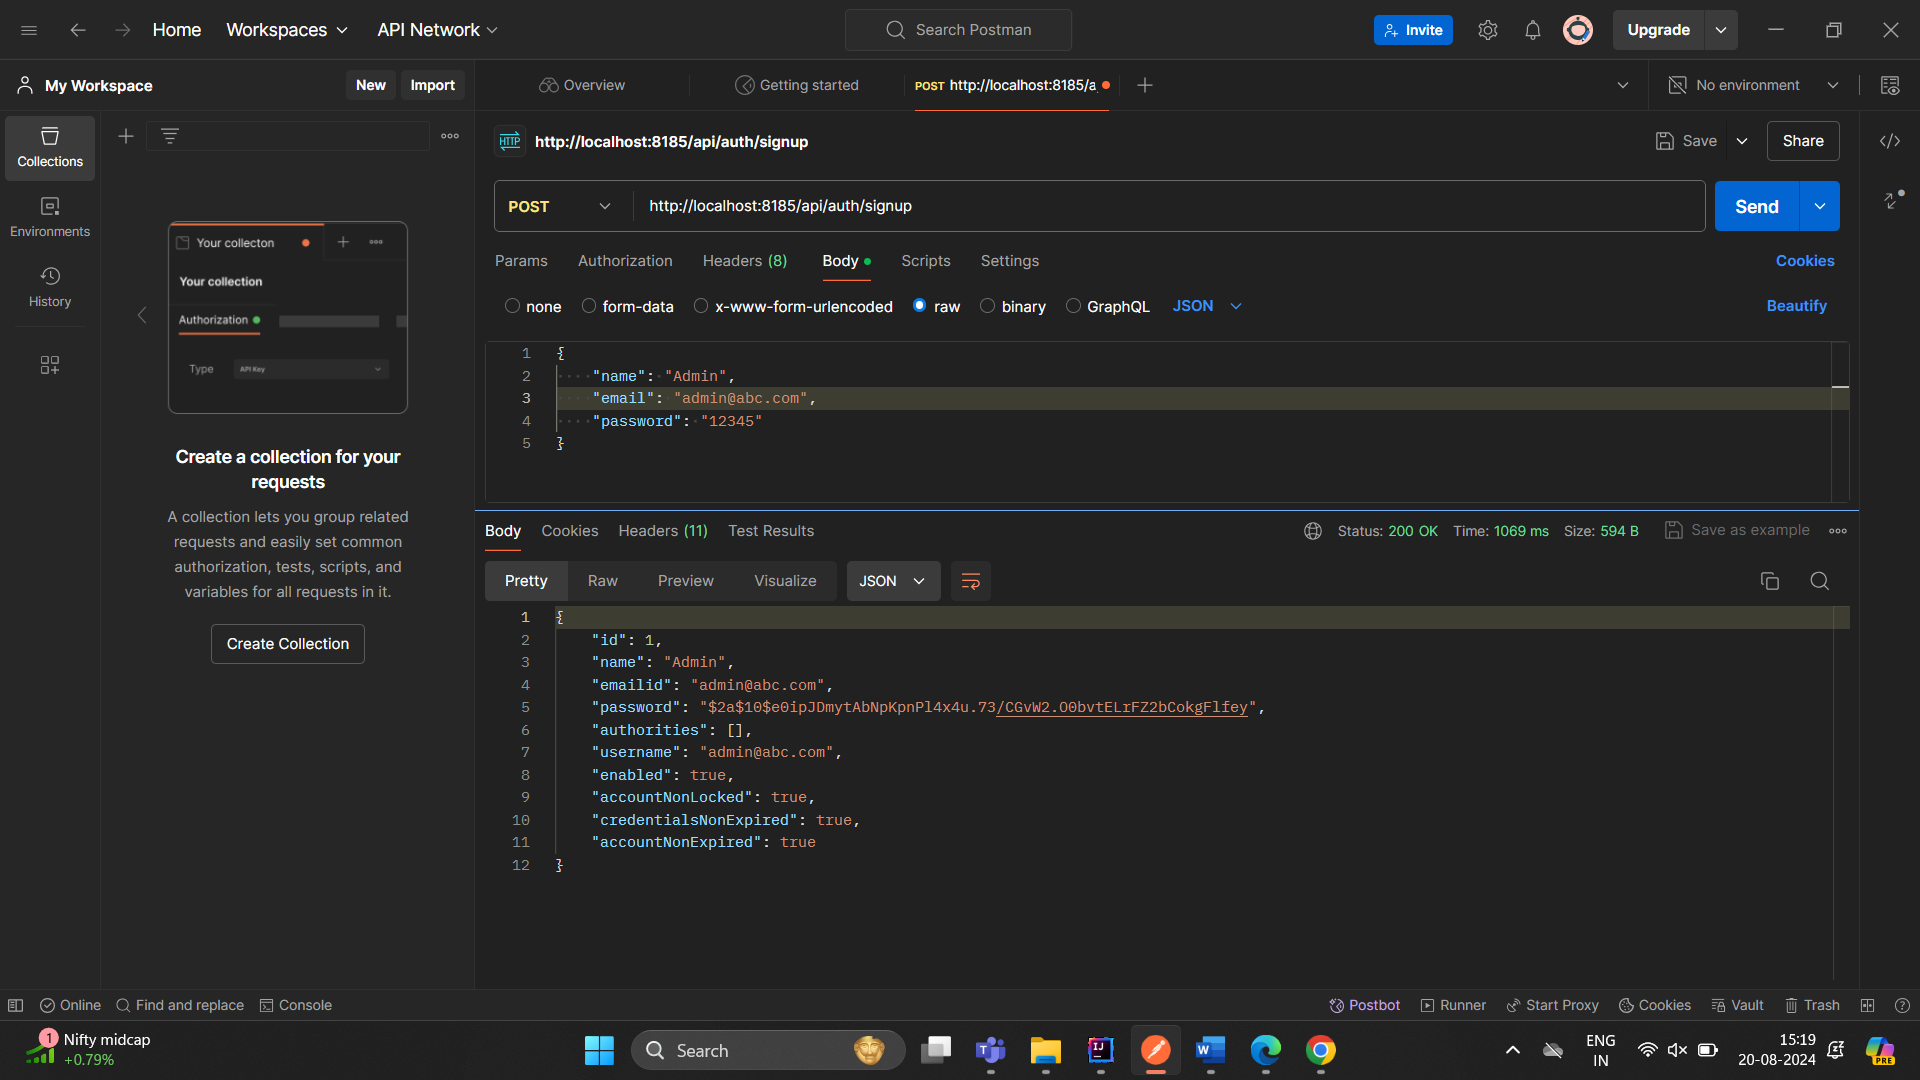 Home Workspaces API Network Search Postman Invite Upgrade
My Workspace New Import Overview Getting started POST http://localhost:8185/a No environment
Collections
Environments
History
Your collecton
Your collection
Authorization
Type API Key
Create a collection for your
requests
A collection lets you group related
requests and easily set common
authorization, tests, scripts, and
variables for all requests in it.
Create Collection
HTTP http://localhost:8185/api/auth/signup Save Share
POST http://localhost:8185/api/auth/signup Send
Params Authorization Headers (8) Body Scripts Settings Cookies
none form-data x-www-form-urlencoded raw binary GraphQL JSON Beautify
1 {
2 "name": "Admin",
3 "email": "admin@abc.com",
4 "password": "12345"
5 }
Body Cookies Headers (11) Test Results Status: 200 OK Time: 1069 ms Size: 594 B Save as example
Pretty Raw Preview Visualize JSON
1 {
2 "id": 1,
3 "name": "Admin",
4 "emailid": "admin@abc.com",
5 "password": "$2a$10$e0ipJDmytAbNpKpnPl4x4u.73/CGvW2.O0bvtELrFZ2bCokgFlfey",
6 "authorities": [],
7 "username": "admin@abc.com",
8 "enabled": true,
9 "accountNonLocked": true,
10 "credentialsNonExpired": true,
11 "accountNonExpired": true
12 }
Online Find and replace Console Postbot Runner Start Proxy Cookies Vault Trash
1 Nifty midcap
+0.79%
Search
ENG
IN
15:19
20-08-2024
PRE